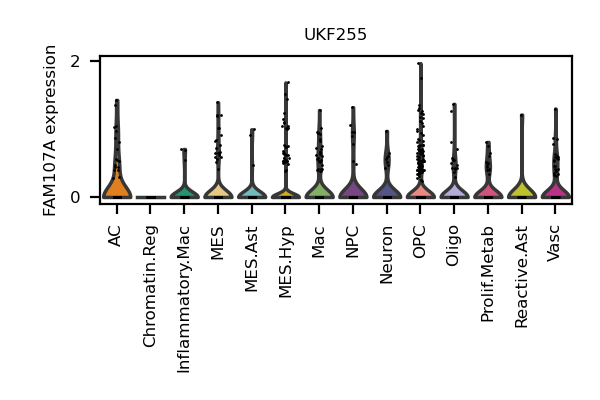 UKF255
FAM107A expression
2
0
AC
Chromatin.Reg
Inflammatory.Mac
MES
MES.Ast
MES.Hyp
Mac
NPC
Neuron
OPC
Oligo
Prolif.Metab
Reactive.Ast
Vasc